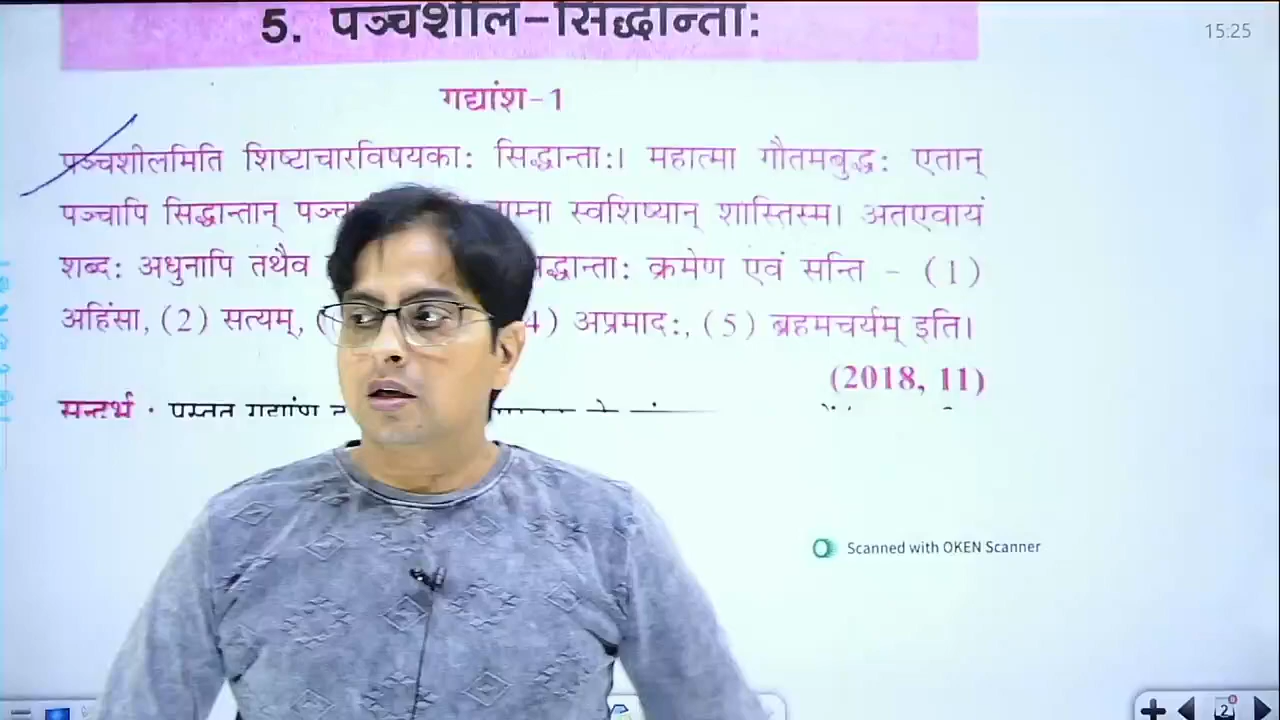 5. पञ्चशील-सिद्धान्ताः
15:25
गद्यांश-1
पञ्चशीलमिति शिष्टाचारविषयकाः सिद्धान्ताः। महात्मा गौतमबुद्धः एतान्
पञ्चापि सिद्धान्तान् स्वशिष्यान् शास्तिस्म। अतएवायं
शब्दः अधुनापि तथैव क्रमेण एवं सन्ति - (1)
अहिंसा, (2) सत्यम्, 4) अप्रमादः, (5) ब्रहमचर्यम् इति।
(2018, 11)
Scanned with OKEN Scanner
2